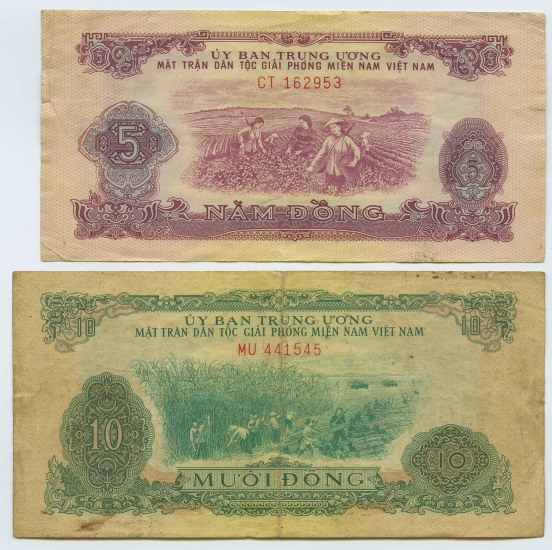 5 5
ỦY BAN TRUNG ƯƠNG
MẶT TRẬN DÂN TỘC GIẢI PHÓNG MIỀN NAM VIỆT NAM
CT 162953
5 5
NĂM ĐỒNG
10 10
ỦY BAN TRUNG ƯƠNG
MẶT TRẬN DÂN TỘC GIẢI PHÓNG MIỀN NAM VIỆT NAM
MU 441545
10 10
MƯỜI ĐỒNG